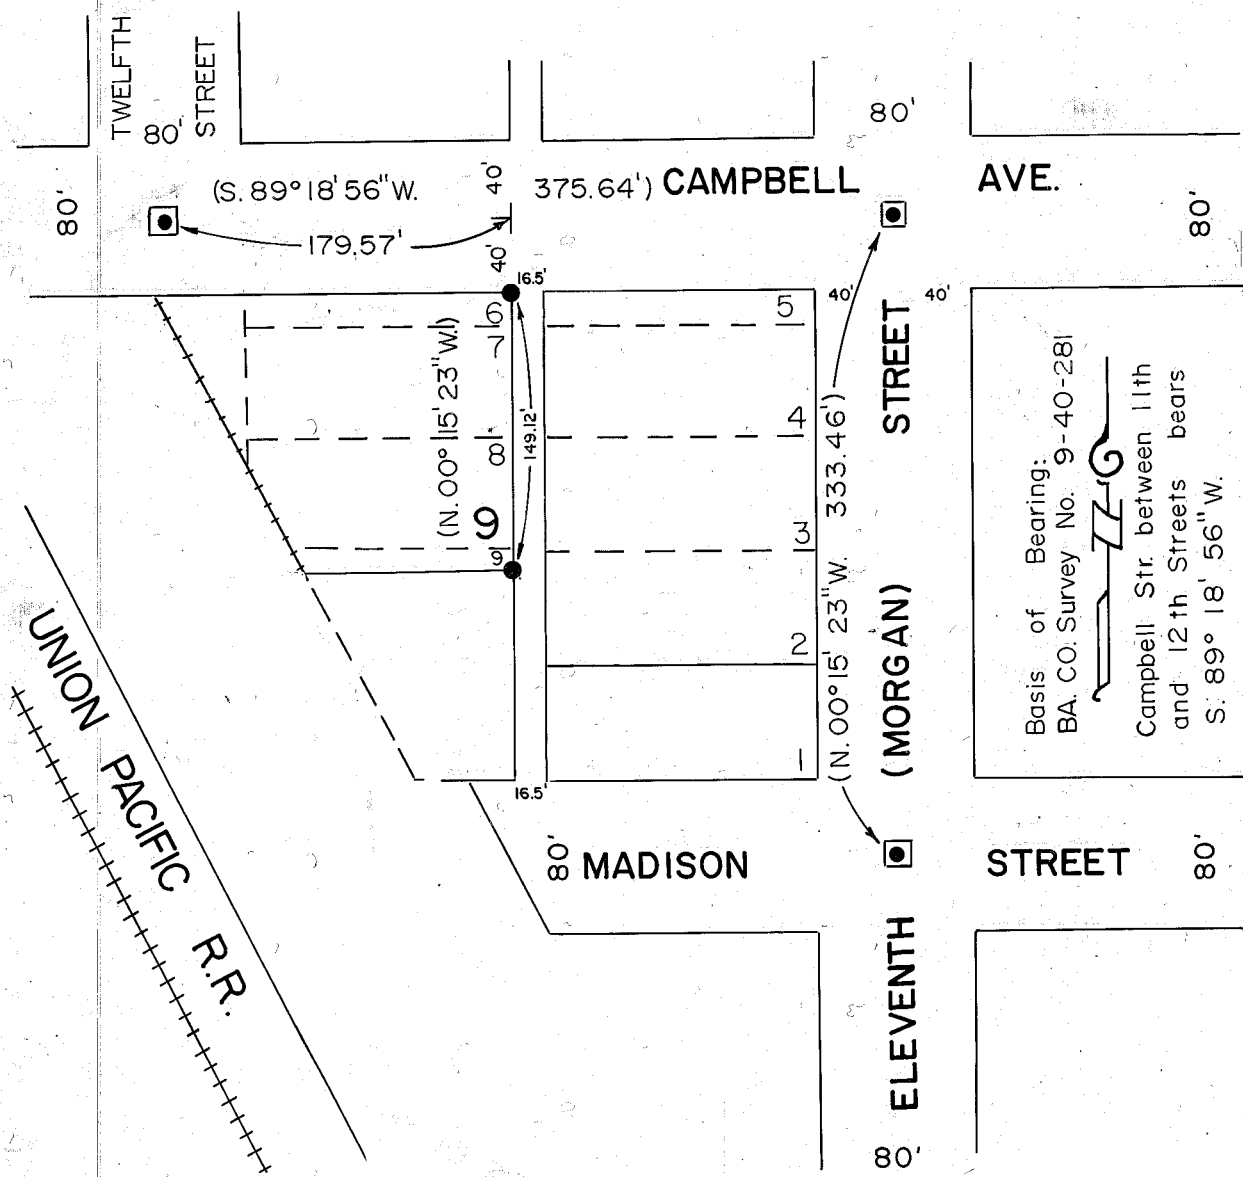 TWELFTH
STREET
80'
80'
80'
(S. 89° 18' 56" W.
40'
375.64')
CAMPBELL
AVE.
80'
179.57'
40'
16.5'
6
5
40'
40'
7
(N. 00° 15' 23" W.)
STREET
4
8
149.12'
333.46')
9
3
9
(N. 00° 15' 23" W.
2
(MORGAN)
1
16.5'
Basis of Bearing:
BA. CO. Survey No. 9-40-281
Campbell Str. between 11th
and 12th Streets bears
S. 89° 18' 56" W.
UNION PACIFIC R.R.
80'
MADISON
STREET
80'
ELEVENTH
80'